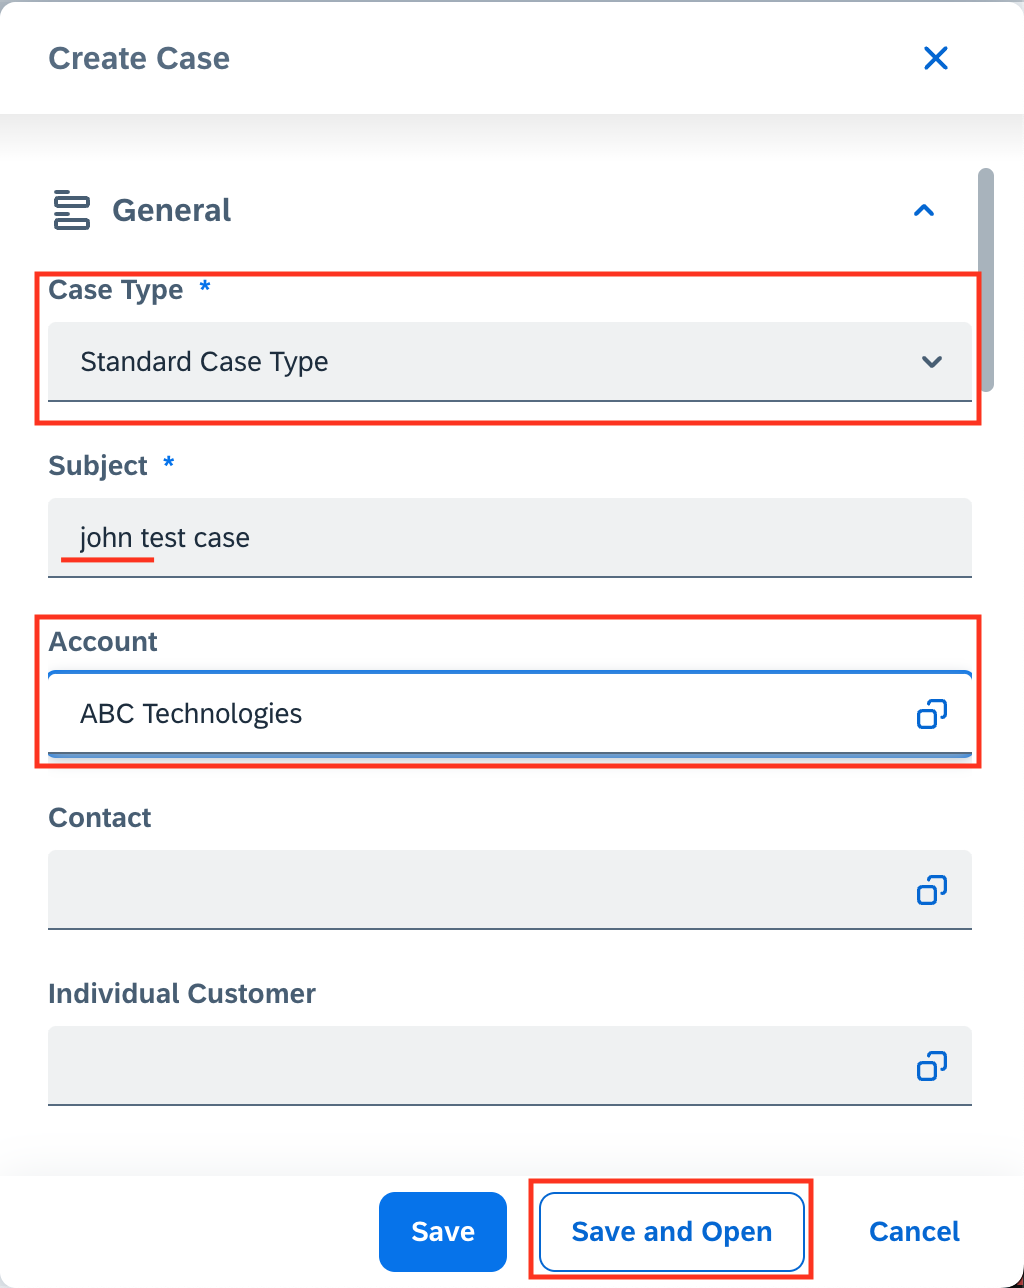 Create Case
General
Case Type *
Standard Case Type
Subject *
john test case
Account
ABC Technologies
Contact
Individual Customer
Save Save and Open Cancel